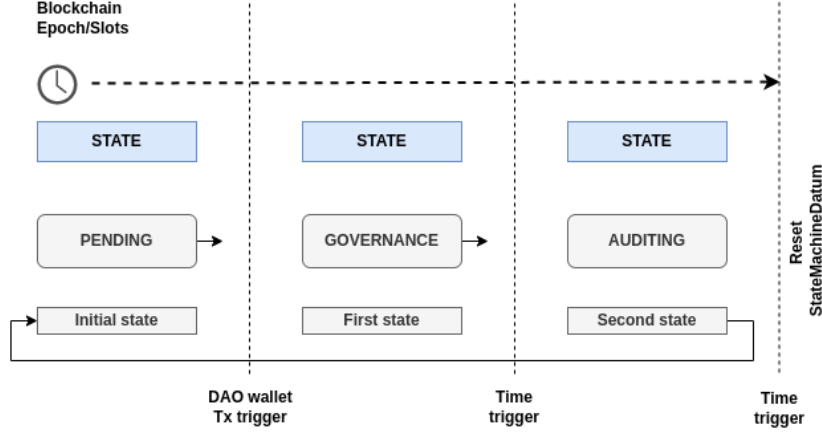 Blockchain
Epoch/Slots
STATE
STATE
STATE
PENDING
GOVERNANCE
AUDITING
Reset
StateMachineDatum
Initial state
First state
Second state
DAO wallet
Tx trigger
Time
trigger
Time
trigger